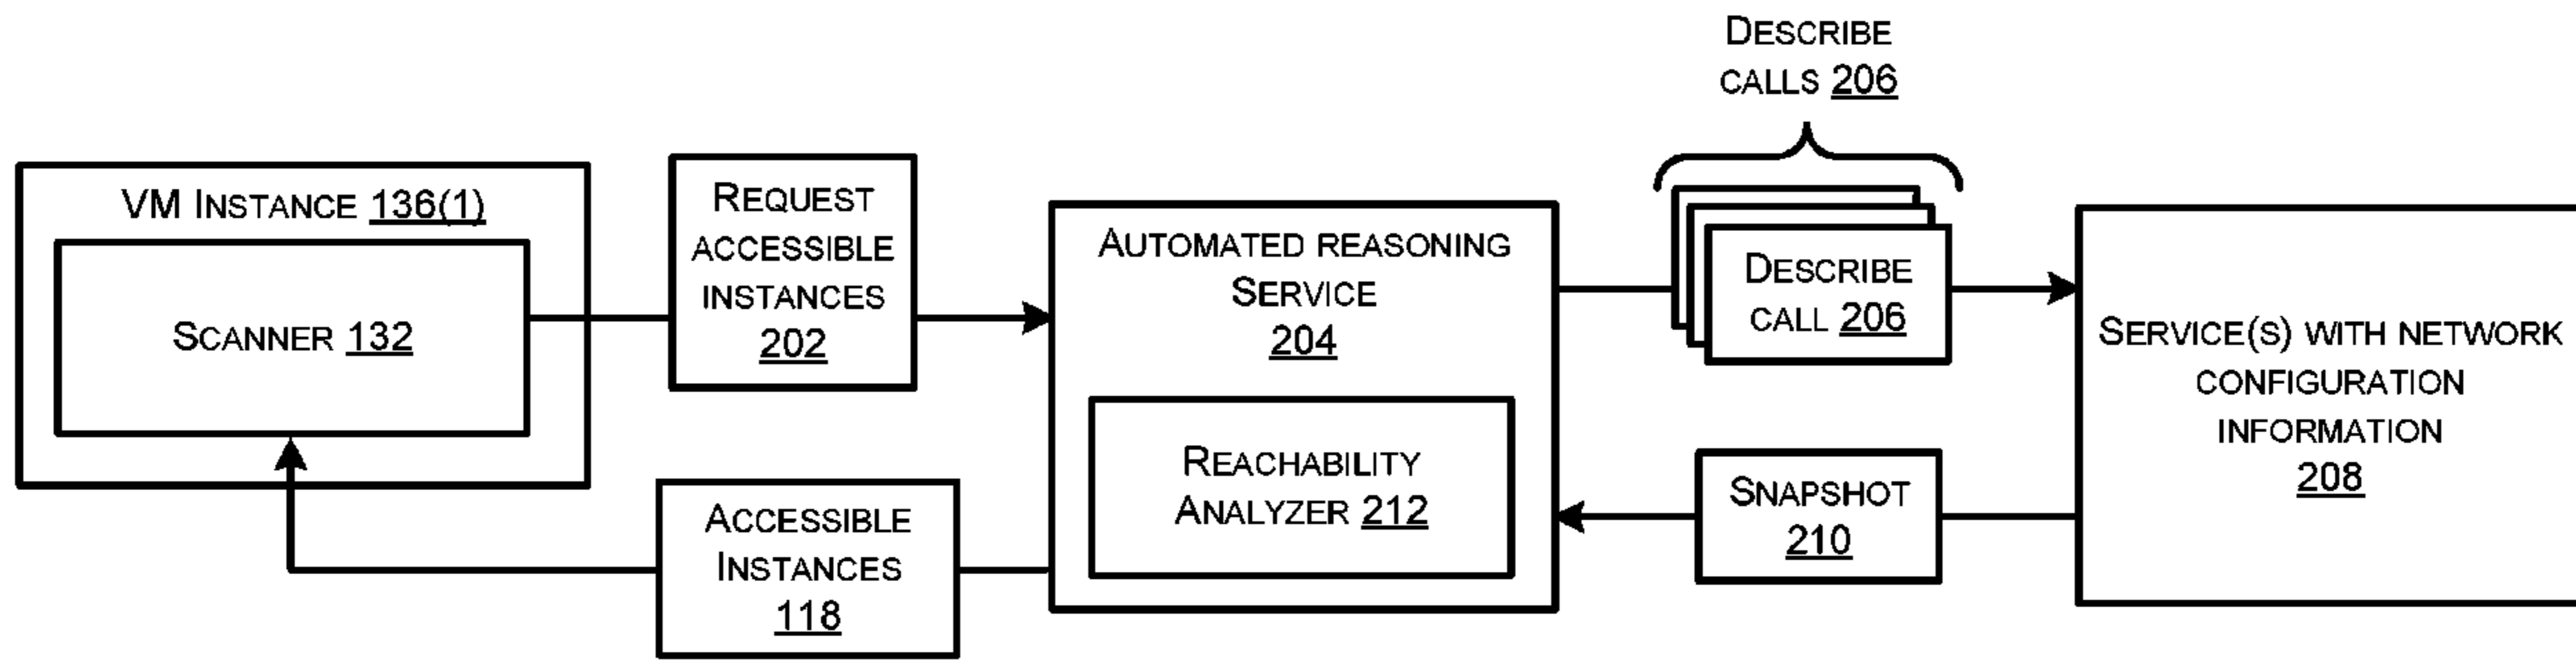 DESCRIBE
CALLS 206
VM INSTANCE 136(1)
SCANNER 132
REQUEST
ACCESSIBLE
INSTANCES
202
AUTOMATED REASONING
SERVICE
204
REACHABILITY
ANALYZER 212
DESCRIBE
CALL 206
SERVICE(S) WITH NETWORK
CONFIGURATION
INFORMATION
208
SNAPSHOT
210
ACCESSIBLE
INSTANCES
118